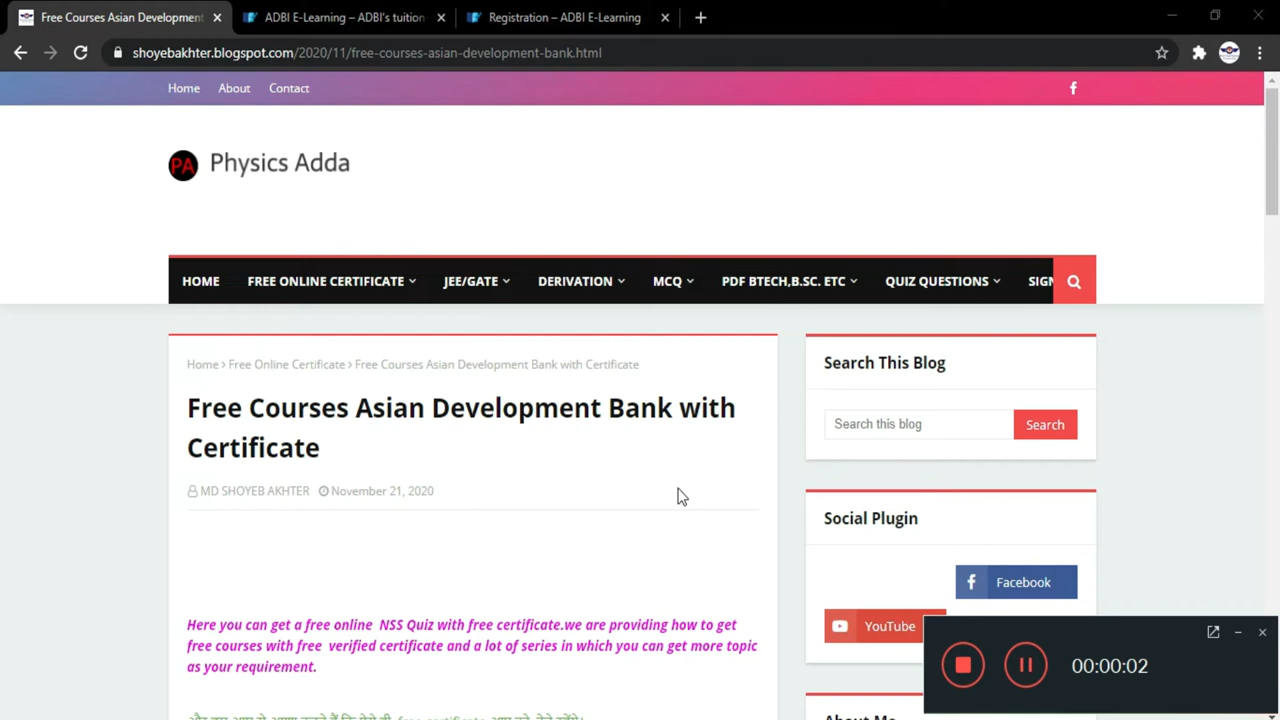 Free Courses Asian Development
ADBI E-Learning – ADBI's tuition
Registration – ADBI E-Learning
shoyebakhter.blogspot.com/2020/11/free-courses-asian-development-bank.html
Home About Contact
PA Physics Adda
HOME FREE ONLINE CERTIFICATE JEE/GATE DERIVATION MCQ PDF BTECH,B.SC. ETC QUIZ QUESTIONS SIGN
Home > Free Online Certificate > Free Courses Asian Development Bank with Certificate
Free Courses Asian Development Bank with
Certificate
MD SHOYEB AKHTER November 21, 2020
Here you can get a free online NSS Quiz with free certificate.we are providing how to get
free courses with free verified certificate and a lot of series in which you can get more topic
as your requirement.
free certificate
Search This Blog
Search this blog Search
Social Plugin
Facebook
YouTube
About Me
00:00:02